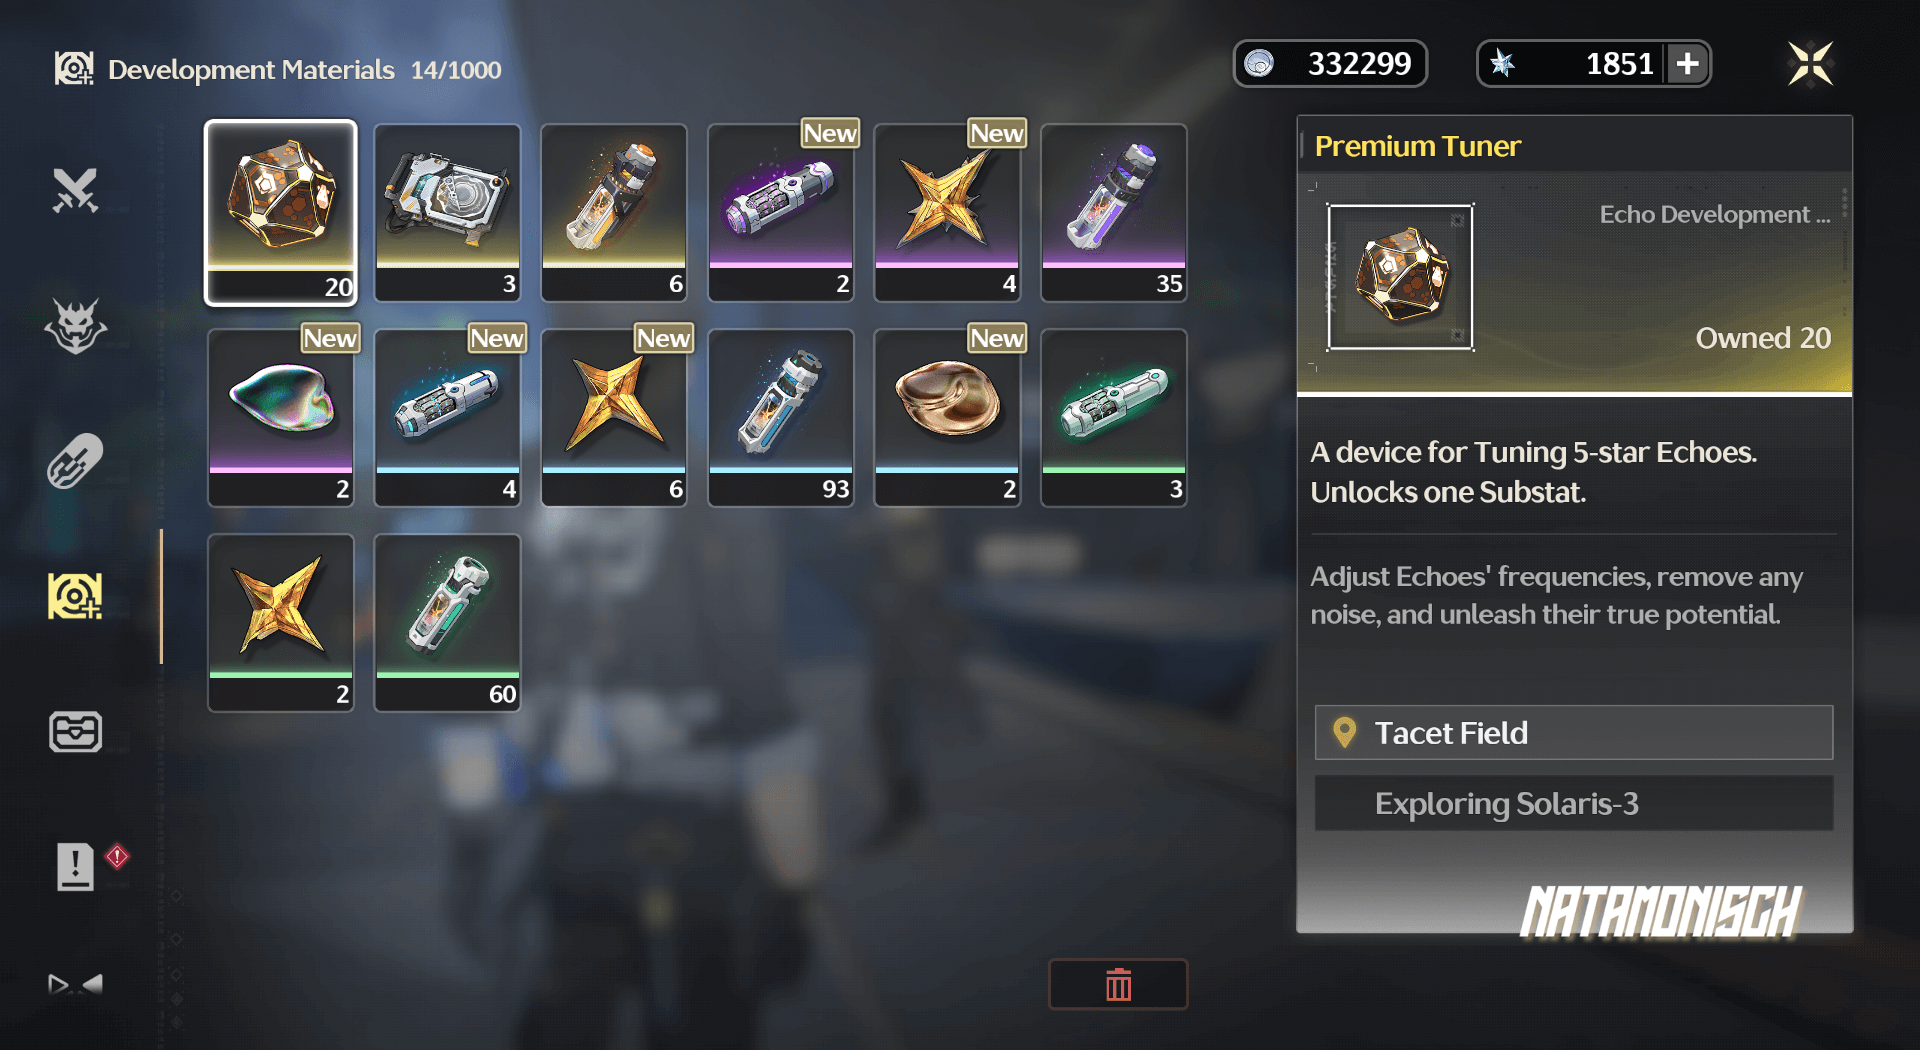 Development Materials 14/1000
332299
1851
20
3
6
New
2
New
4
35
New
2
New
4
New
6
93
New
2
3
2
60
Premium Tuner
Echo Development ...
Owned 20
A device for Tuning 5-star Echoes.
Unlocks one Substat.
Adjust Echoes' frequencies, remove any
noise, and unleash their true potential.
Tacet Field
Exploring Solaris-3
NATAMONISCH